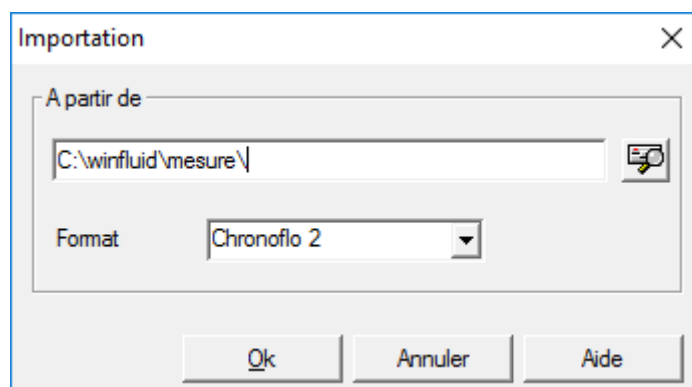 Importation
A partir de
C:\winfluid\mesure\
Format Chronoflo 2
Ok Annuler Aide